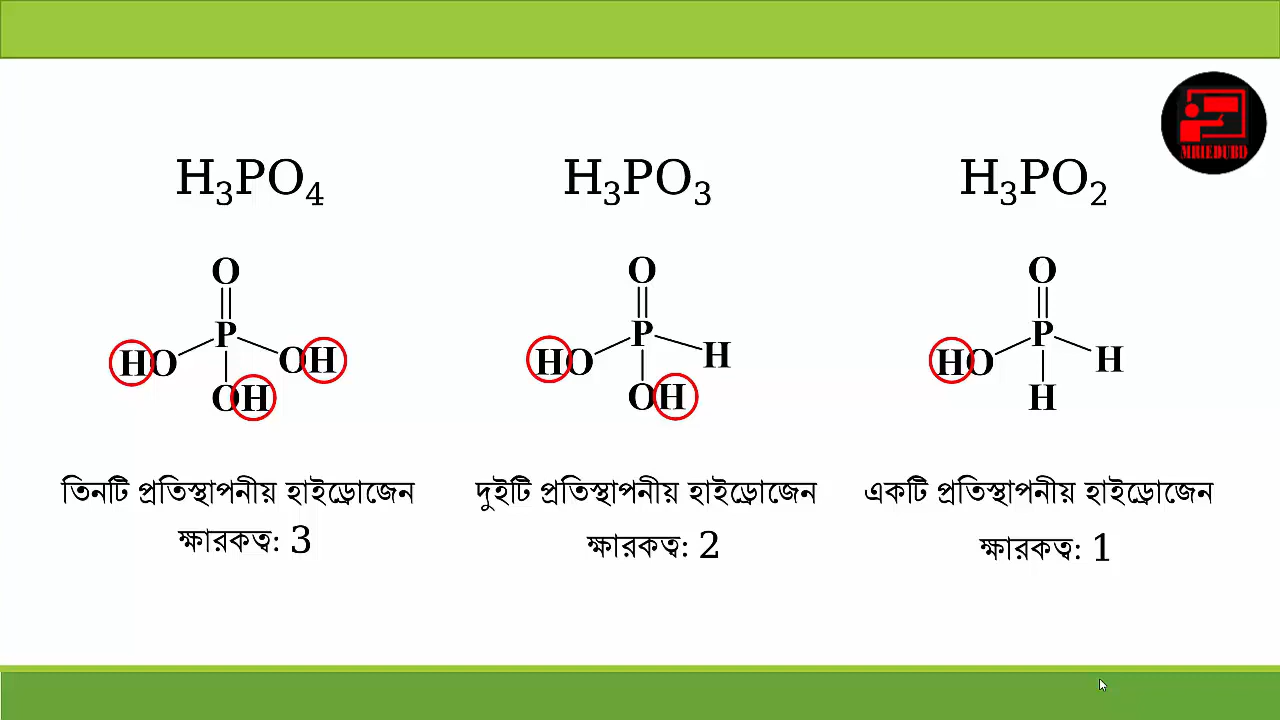 MHIEDUBD
H₃PO₄
H₃PO₃
H₃PO₂
O
P
HO
OH
OH
O
P
HO
H
OH
O
P
HO
H
H
তিনটি প্রতিস্থাপনীয় হাইড্রোজেন
ক্ষারকত্ব: 3
দুইটি প্রতিস্থাপনীয় হাইড্রোজেন
ক্ষারকত্ব: 2
একটি প্রতিস্থাপনীয় হাইড্রোজেন
ক্ষারকত্ব: 1